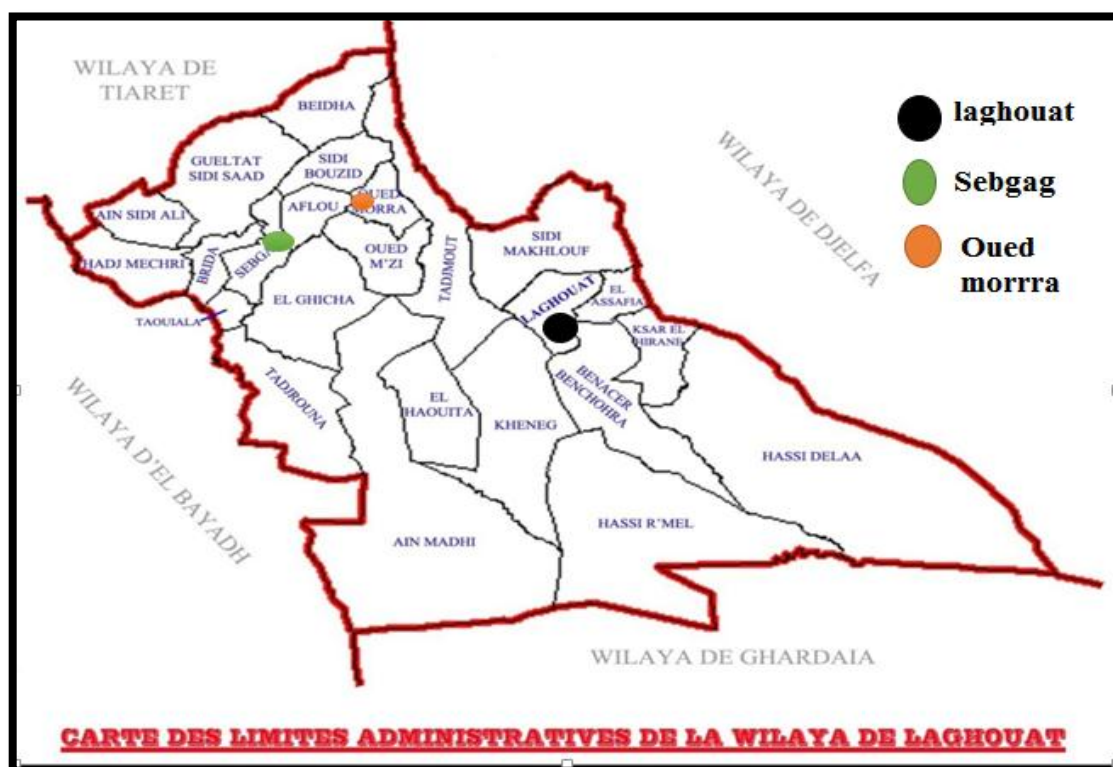 WILAYA DE
TIARET
BEIDHA
GUELTAT
SIDI SAAD
SIDI
BOUZID
AIN SIDI ALI
AFLOU
OUED
MORRA
HADJ MECHRI
BRIDA
SEBGA
OUED
M'ZI
TADJMOUT
EL GHICHA
TAOUIALA
SIDI
MAKHLOUF
LAGHOUAT
EL
ASSAFIA
KSAR EL
HIRANE
BENACER
BENCHOHRA
TADJROUNA
EL
HAOUITA
KHENEG
HASSI DELAA
HASSI R'MEL
AIN MADHI
WILAYA DE DJELFA
WILAYA D'EL BAYADH
WILAYA DE GHARDAIA
laghouat
Sebgag
Oued
morrra
CARTE DES LIMITES ADMINISTRATIVES DE LA WILAYA DE LAGHOUAT